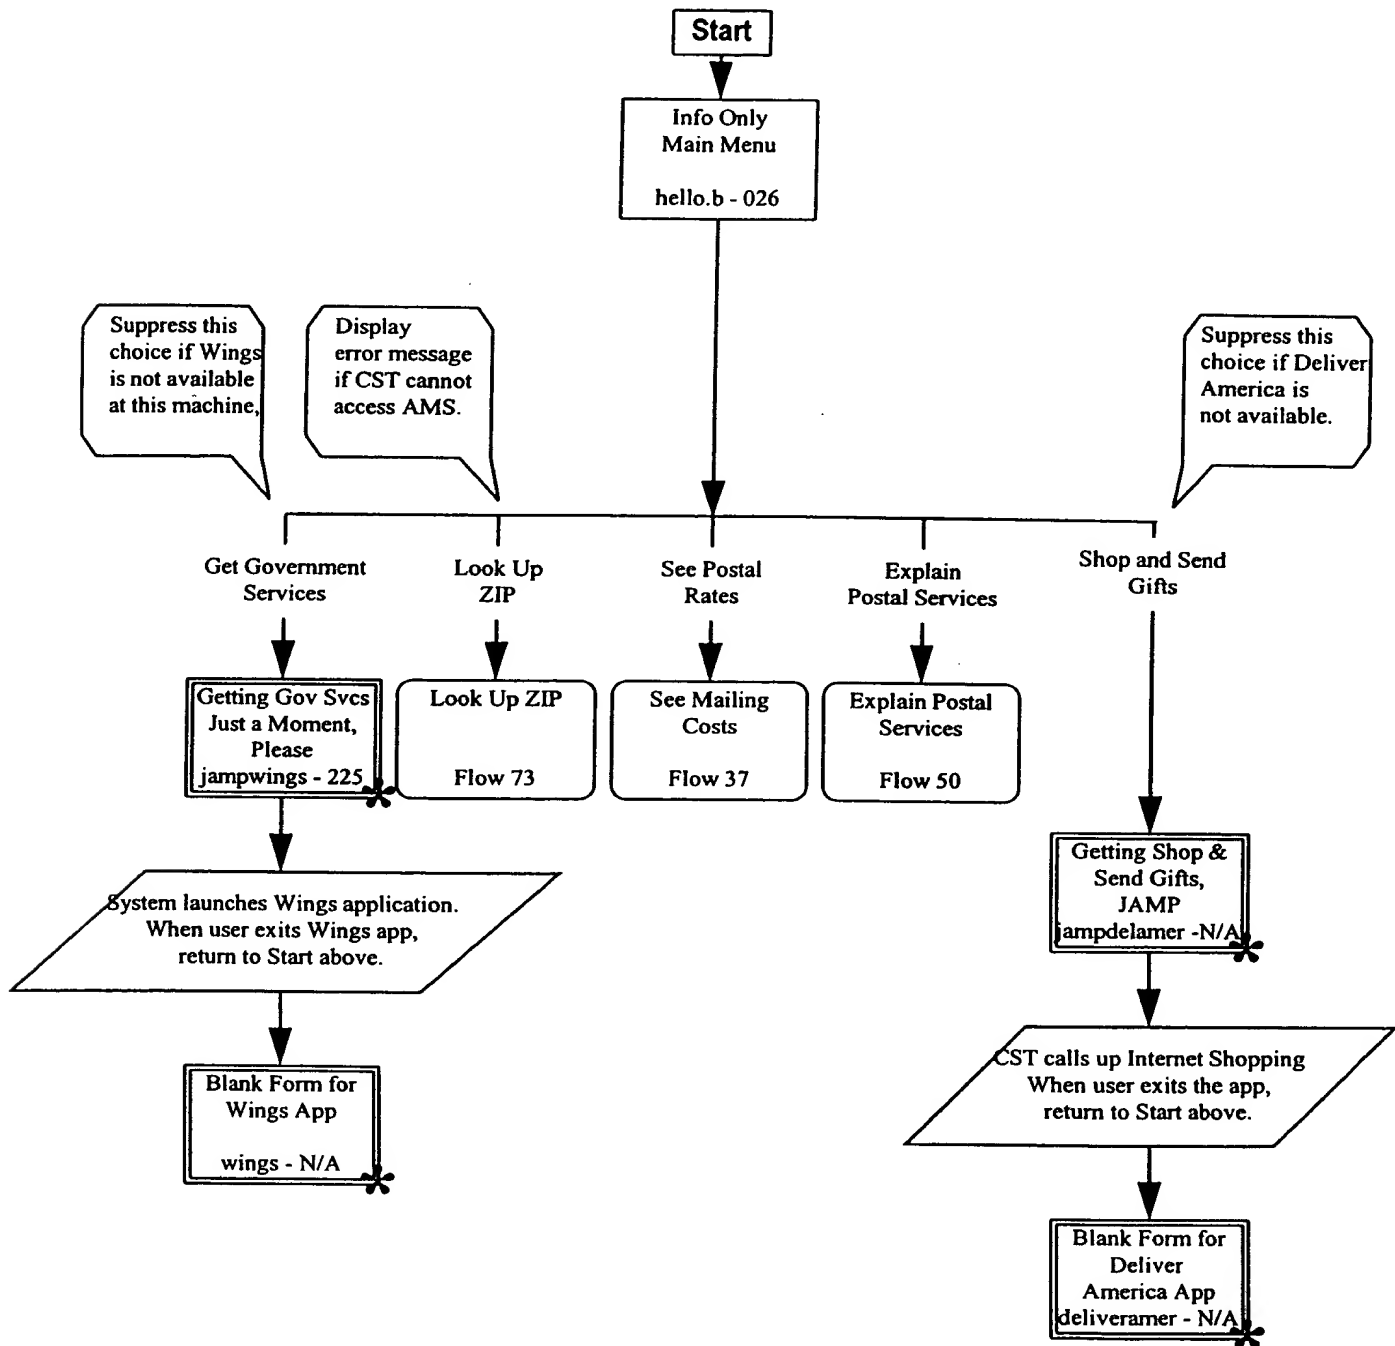 Start
Info Only
Main Menu
hello.b - 026
Suppress this
choice if Wings
is not available
at this machine,
Display
error message
if CST cannot
access AMS.
Suppress this
choice if Deliver
America is
not available.
Get Government
Services
Look Up
ZIP
See Postal
Rates
Explain
Postal Services
Shop and Send
Gifts
Getting Gov Svcs
Just a Moment,
Please
jampwings - 225
Look Up ZIP
Flow 73
See Mailing
Costs
Flow 37
Explain Postal
Services
Flow 50
System launches Wings application.
When user exits Wings app,
return to Start above.
Blank Form for
Wings App
wings - N/A
Getting Shop &
Send Gifts,
JAMP
jampdelamer -N/A
CST calls up Internet Shopping
When user exits the app,
return to Start above.
Blank Form for
Deliver
America App
deliveramer - N/A